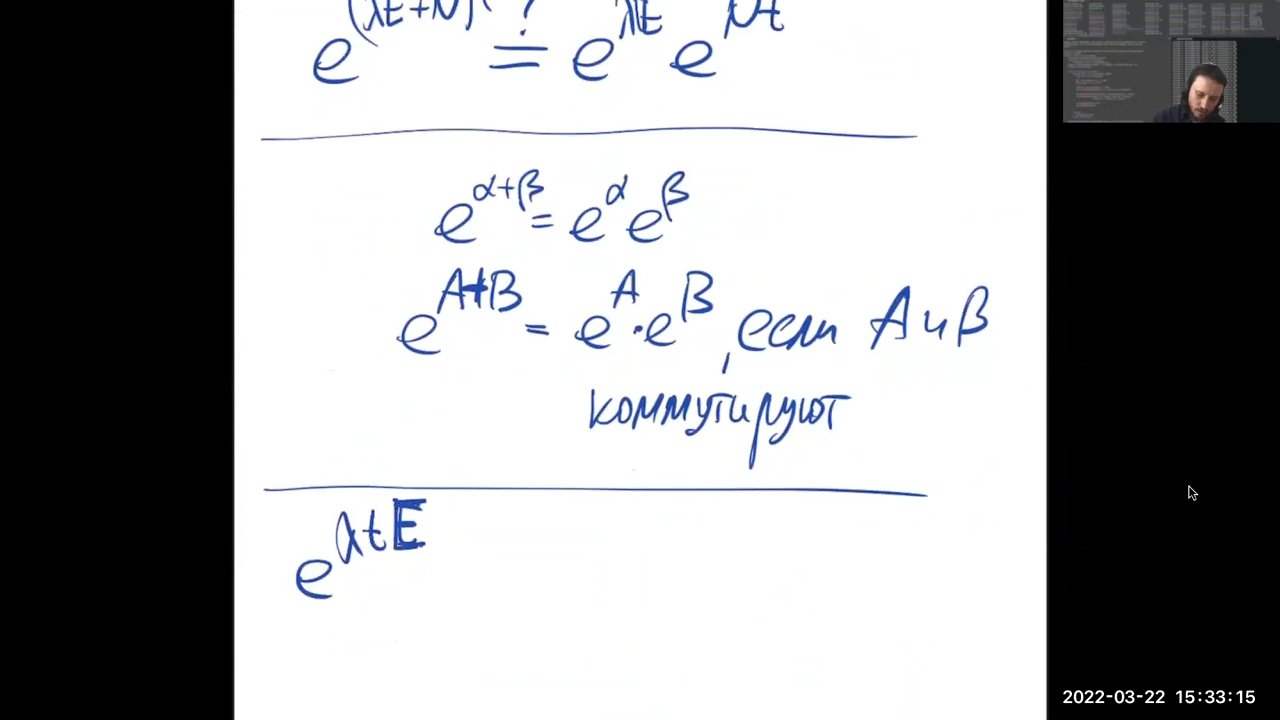 e^(λE+N) ?= e^λE e^Nt
e^α+β = e^α e^β
e^A+B = e^A · e^B, если A и B
коммутируют
e^λtE
2022-03-22 15:33:15